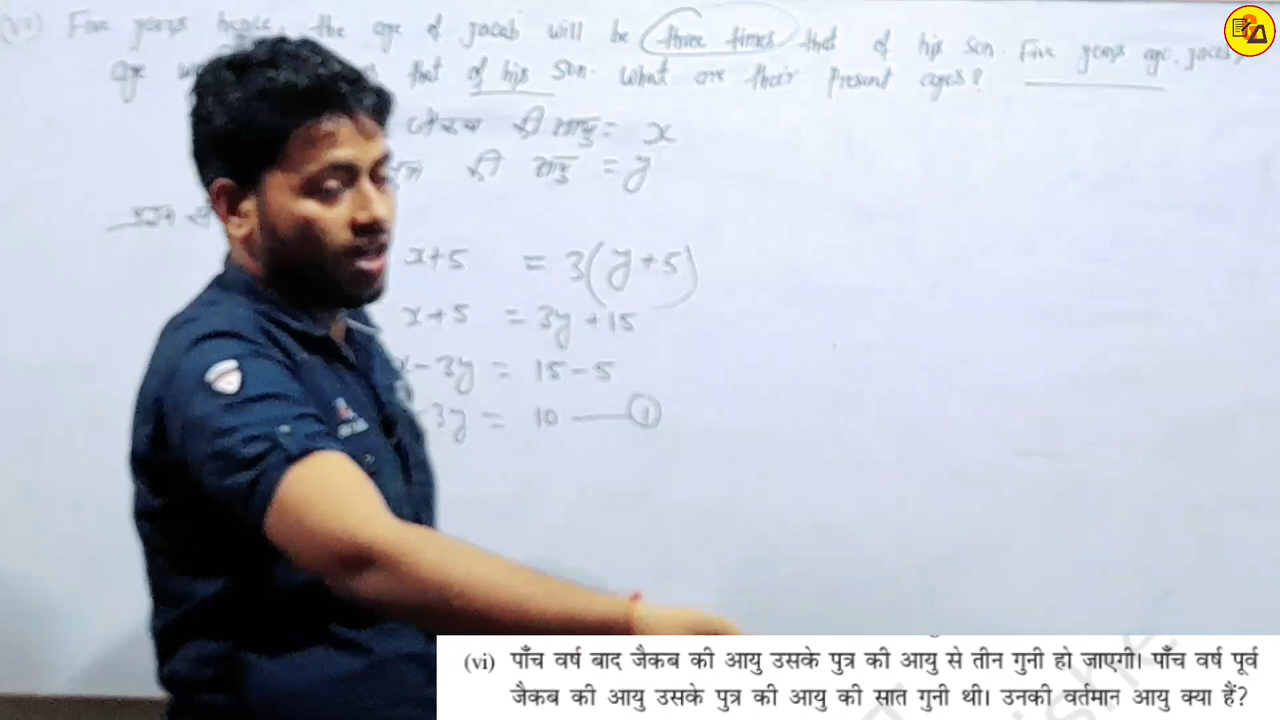 (vi) Five years hence, the age of Jacob will be three times that of his son. Five years ago, Jacob's
age that of his son. What are their present ages?
जैकब की आयु = x
की आयु = y
x+5 = 3(y+5)
x+5 = 3y+15
x-3y = 15-5
-3y = 10 — ①
(vi) पाँच वर्ष बाद जैकब की आयु उसके पुत्र की आयु से तीन गुनी हो जाएगी। पाँच वर्ष पूर्व
जैकब की आयु उसके पुत्र की आयु की सात गुनी थी। उनकी वर्तमान आयु क्या हैं?